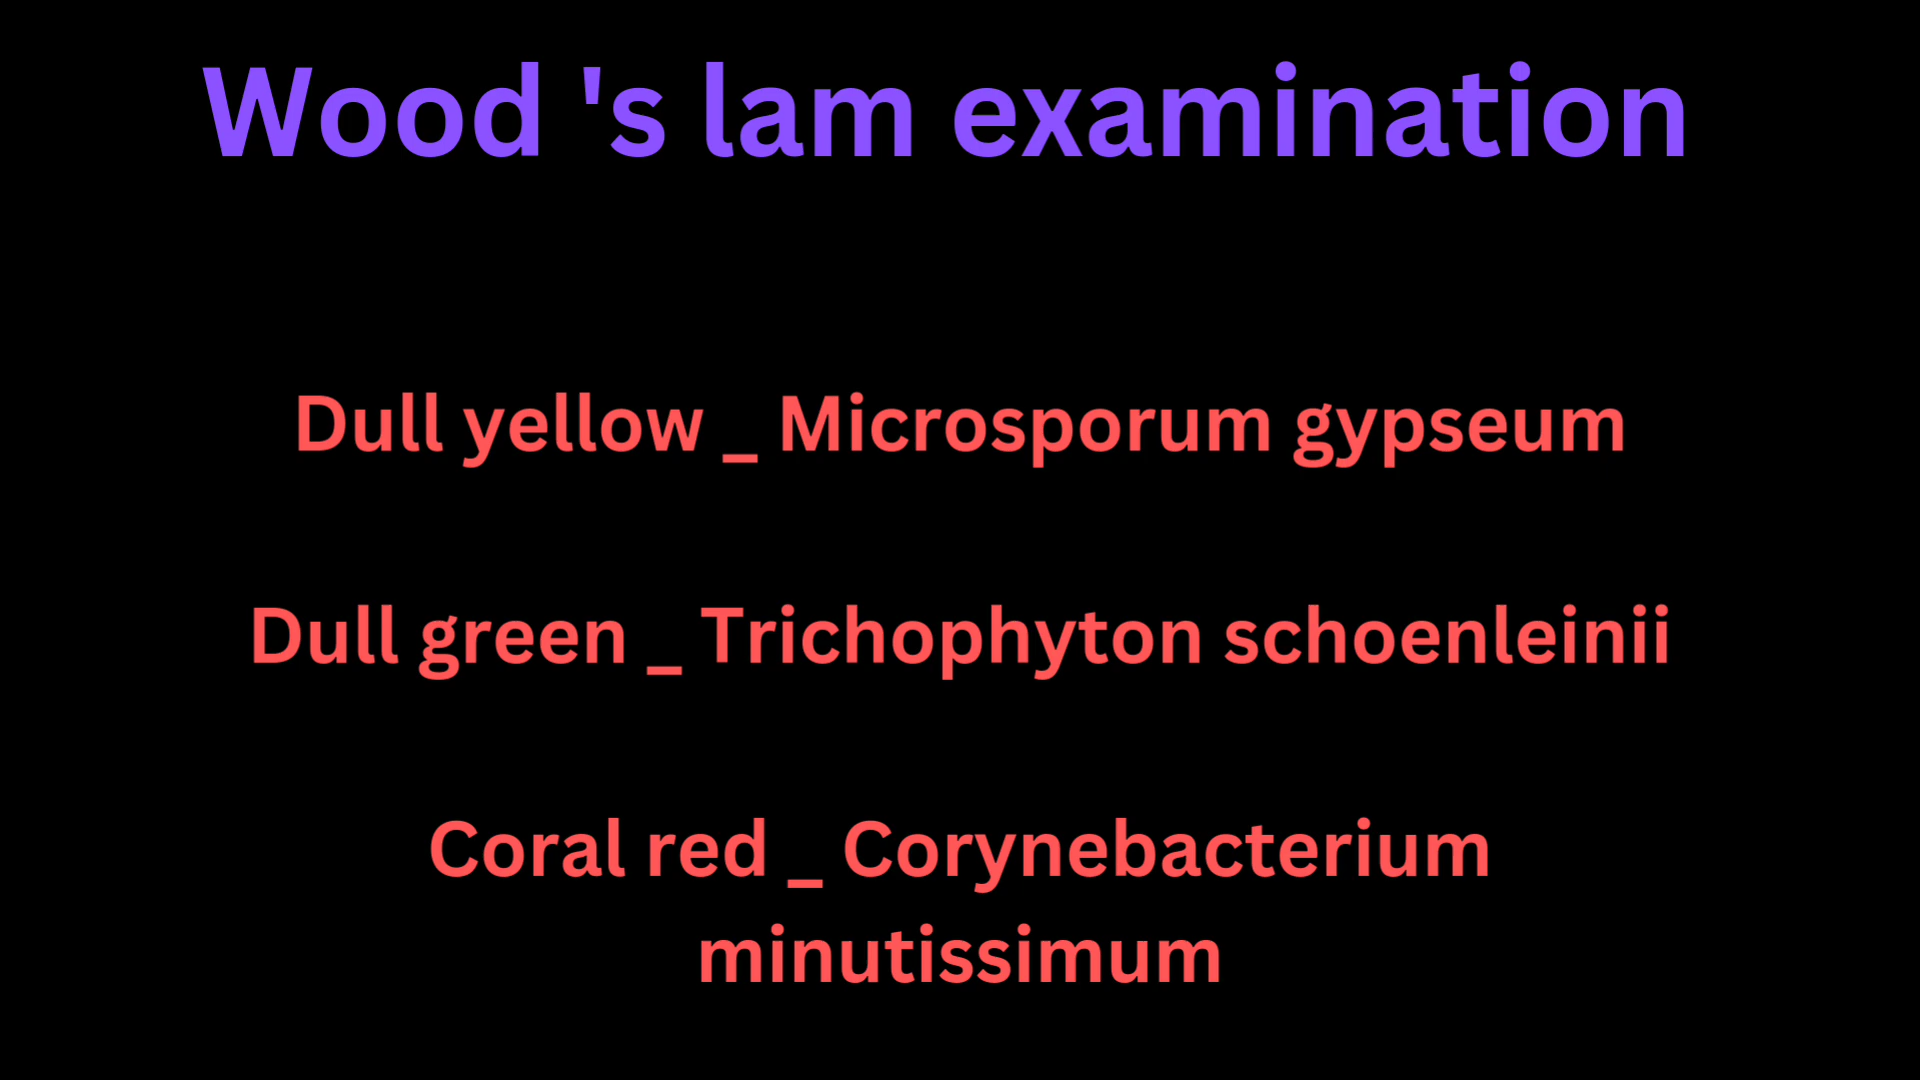 Wood 's lam examination
Dull yellow _ Microsporum gypseum
Dull green _ Trichophyton schoenleinii
Coral red _ Corynebacterium
minutissimum